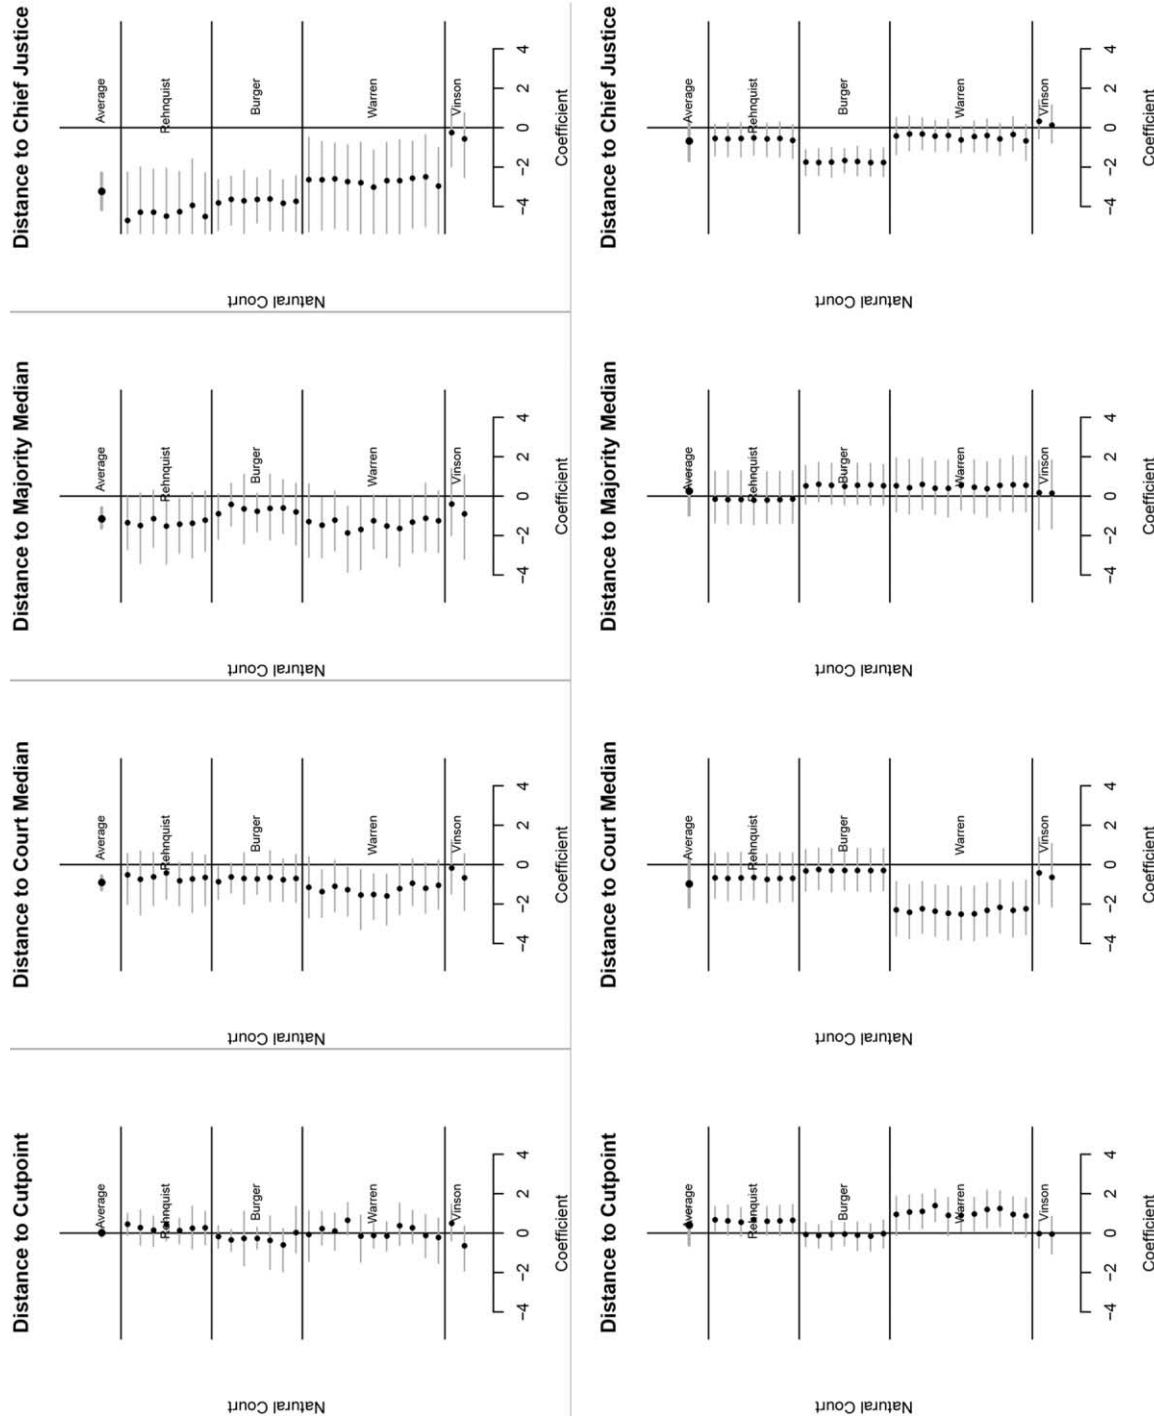 Distance to Cutpoint
Natural Court
Average
Rehnquist
Burger
Warren
Vinson
−4 −2 0 2 4
Coefficient
Distance to Court Median
Natural Court
Average
Rehnquist
Burger
Warren
Vinson
−4 −2 0 2 4
Coefficient
Distance to Majority Median
Natural Court
Average
Rehnquist
Burger
Warren
Vinson
−4 −2 0 2 4
Coefficient
Distance to Chief Justice
Natural Court
Average
Rehnquist
Burger
Warren
Vinson
−4 −2 0 2 4
Coefficient
Distance to Cutpoint
Natural Court
Average
Rehnquist
Burger
Warren
Vinson
−4 −2 0 2 4
Coefficient
Distance to Court Median
Natural Court
Average
Rehnquist
Burger
Warren
Vinson
−4 −2 0 2 4
Coefficient
Distance to Majority Median
Natural Court
Average
Rehnquist
Burger
Warren
Vinson
−4 −2 0 2 4
Coefficient
Distance to Chief Justice
Natural Court
Average
Rehnquist
Burger
Warren
Vinson
−4 −2 0 2 4
Coefficient